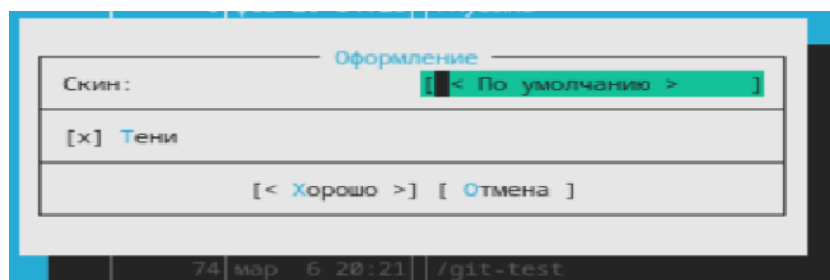 Оформление
Скин: [ < По умолчанию > ]
[x] Тени
[< Хорошо >] [ Отмена ]
74 мар 6 20:21 /git-test